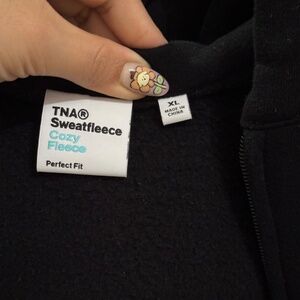 TNA®
Sweatfleece
Cozy
Fleece
Perfect Fit
XL
MADE IN
CHINA